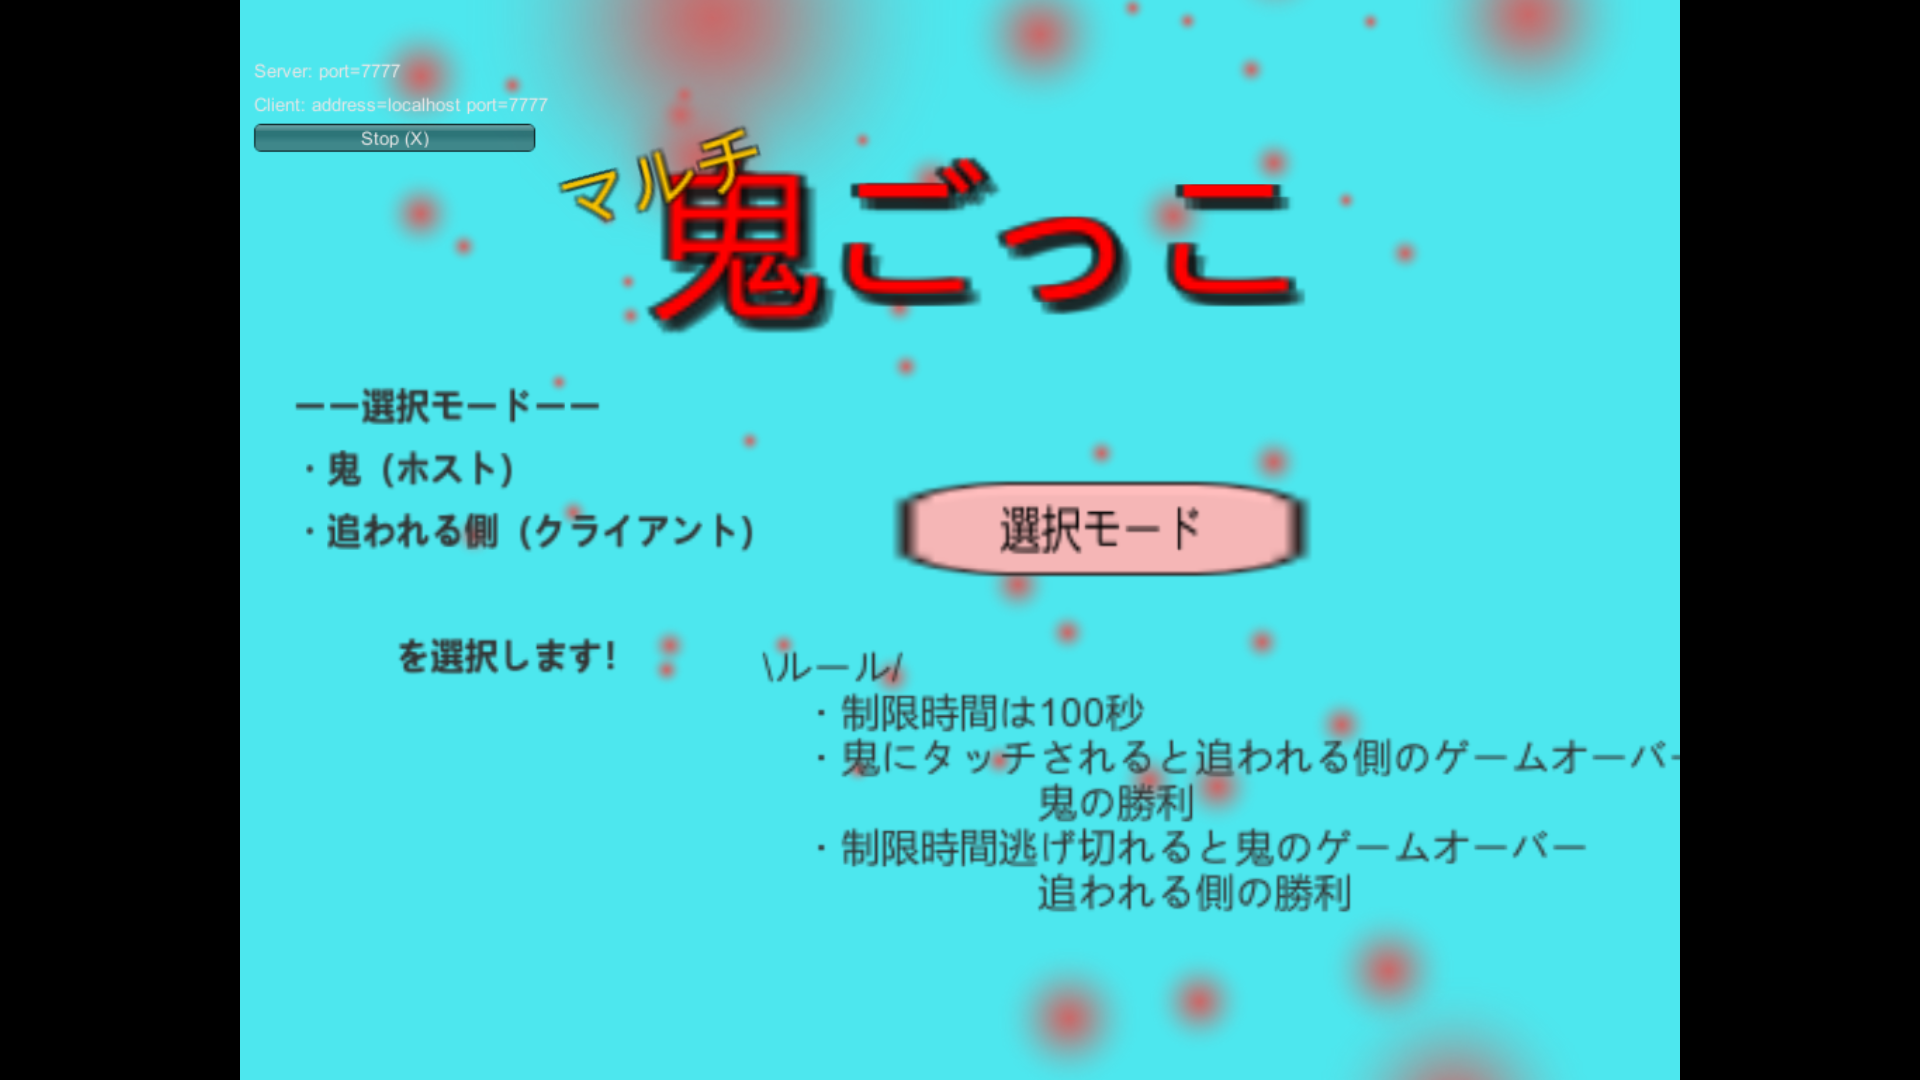 Server: port=7777
Client: address=localhost port=7777
Stop (X)
マルチ
鬼ごっこ
ーー選択モードーー
・鬼（ホスト）
・追われる側（クライアント）
を選択します!
選択モード
\ルール/
・制限時間は100秒
・鬼にタッチされると追われる側のゲームオーバー
鬼の勝利
・制限時間逃げ切れると鬼のゲームオーバー
追われる側の勝利